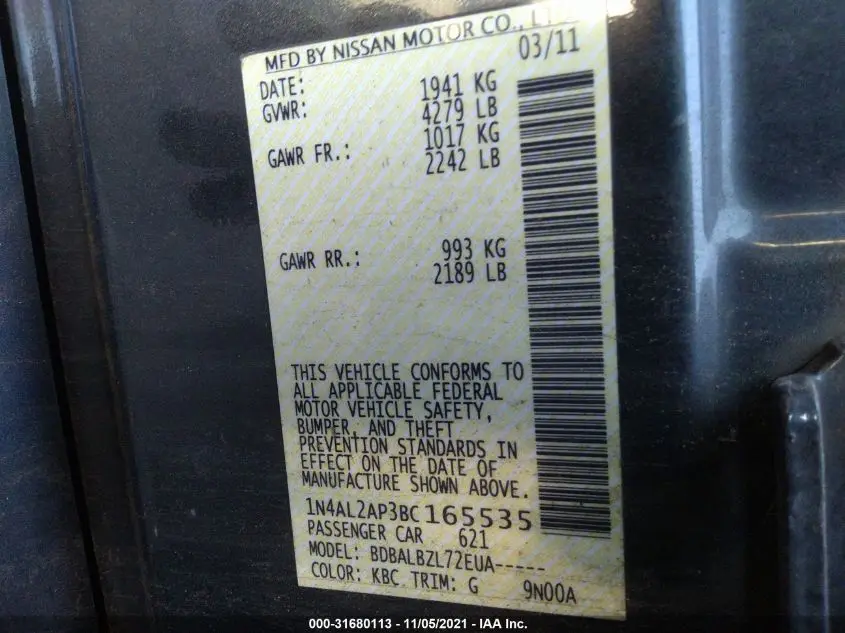 MFD BY NISSAN MOTOR CO.,
DATE: 03/11
GVWR: 1941 KG
4279 LB
GAWR FR.: 1017 KG
2242 LB
GAWR RR.: 993 KG
2189 LB
THIS VEHICLE CONFORMS TO
ALL APPLICABLE FEDERAL
MOTOR VEHICLE SAFETY,
BUMPER, AND THEFT
PREVENTION STANDARDS IN
EFFECT ON THE DATE OF
MANUFACTURE SHOWN ABOVE.
1N4AL2AP3BC165535
PASSENGER CAR 621
MODEL: BDBALBZL72EUA-----
COLOR: KBC TRIM: G 9N00A
000-31680113 - 11/05/2021 - IAA Inc.